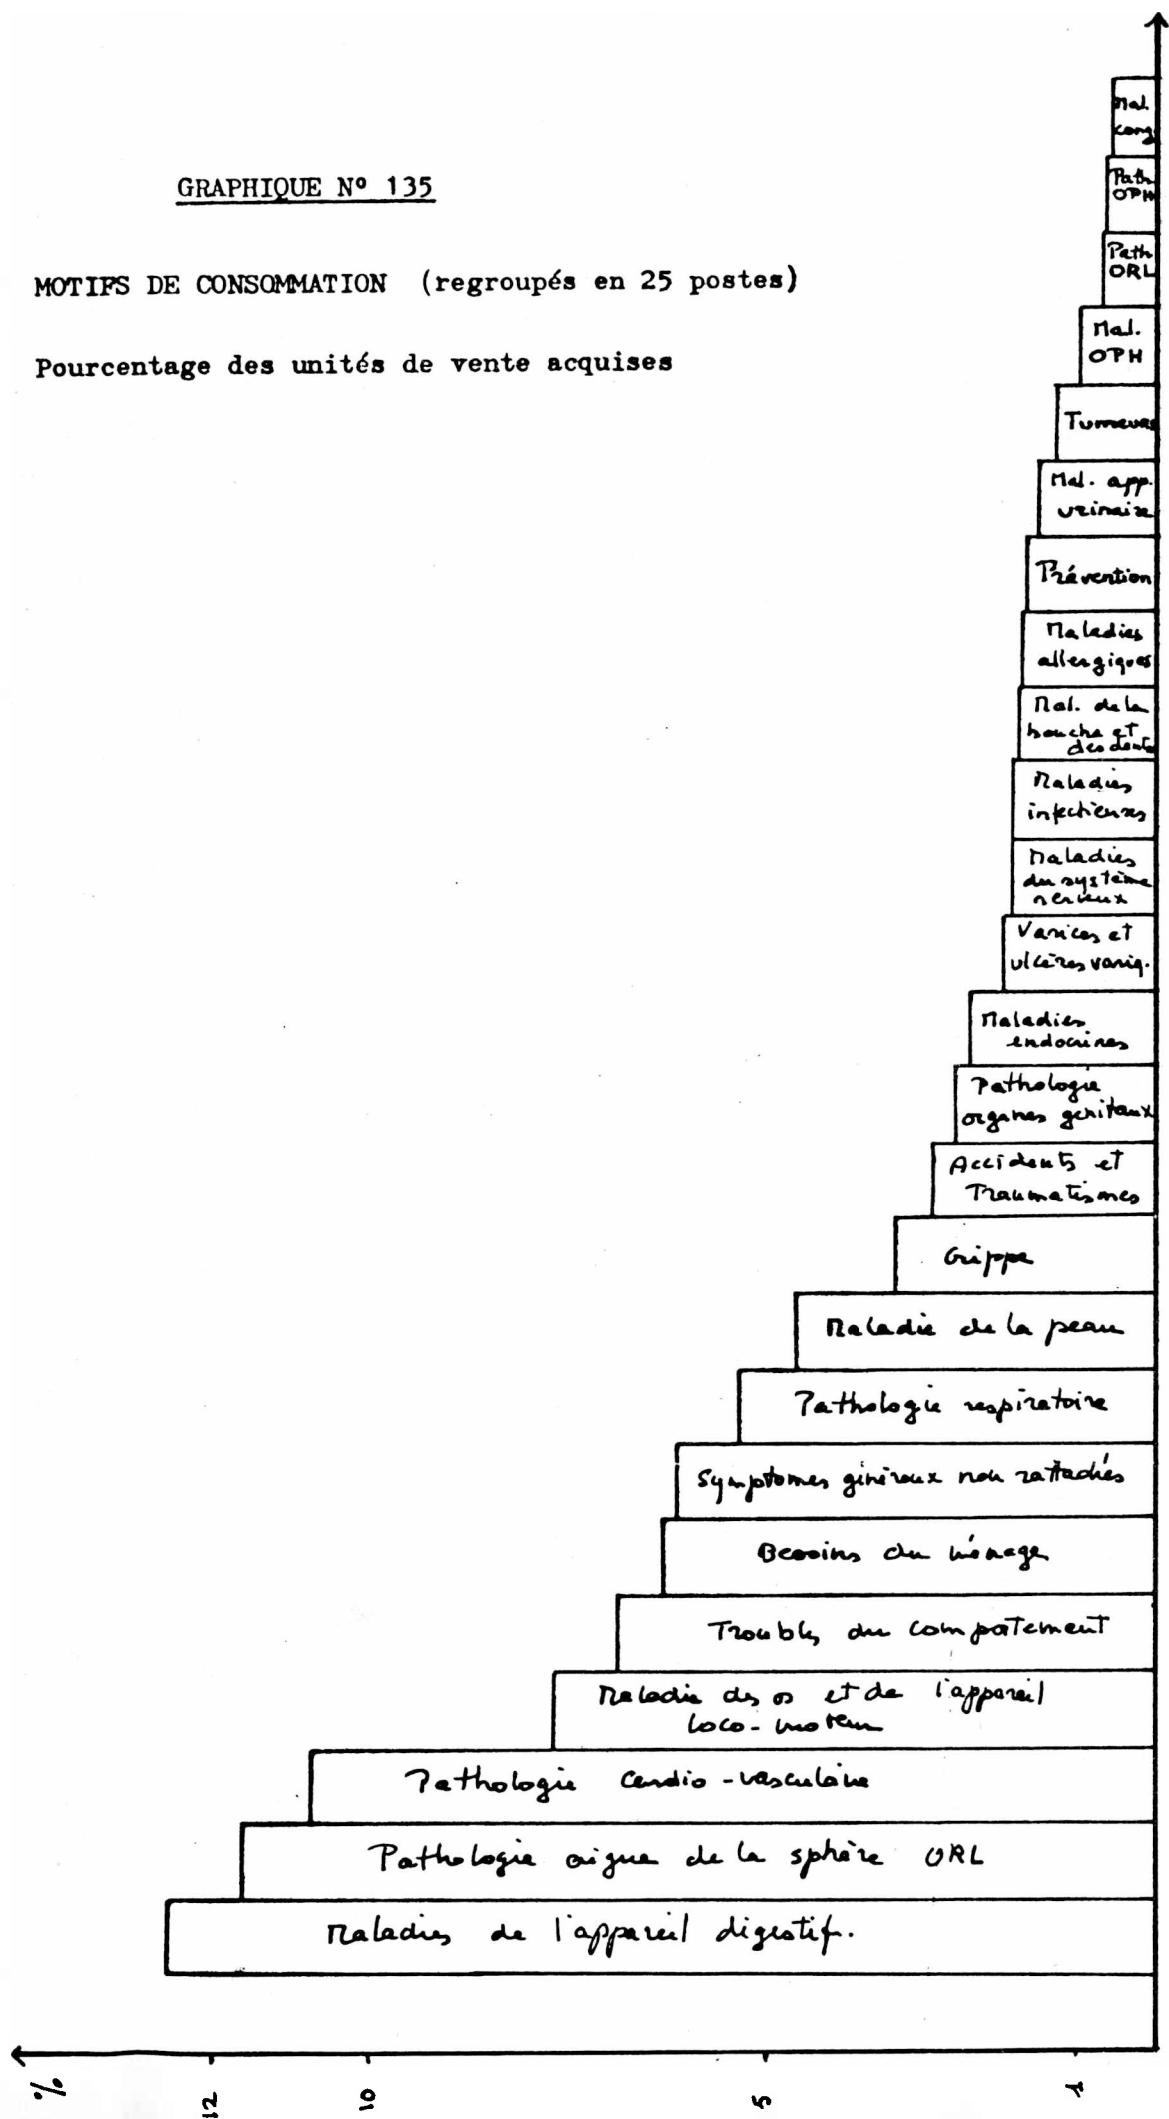 GRAPHIQUE Nº 135
MOTIFS DE CONSOMMATION (regroupés en 25 postes)
Pourcentage des unités de vente acquises
Mal.
cong
Path
OPH
Path
ORL
Mal.
OPH
Tumeurs
Mal. app.
urinaire
Prévention
Maladies
allergiques
Mal. de la
bouche et
des dents
Maladies
infectieuses
Maladies
du système
nerveux
Varices et
ulcères variq.
Maladies
endocrines
Pathologie
organes genitaux
Accidents et
Traumatismes
Grippe
Maladie de la peau
Pathologie respiratoire
Symptomes généraux non rattachés
Besoins du ménage
Troubles du comportement
Maladie des os et de l'appareil
loco-moteur
Pathologie Cardio-vasculaire
Pathologie aigue de la sphère ORL
Maladies de l'appareil digestif.
% 12 10 5 1